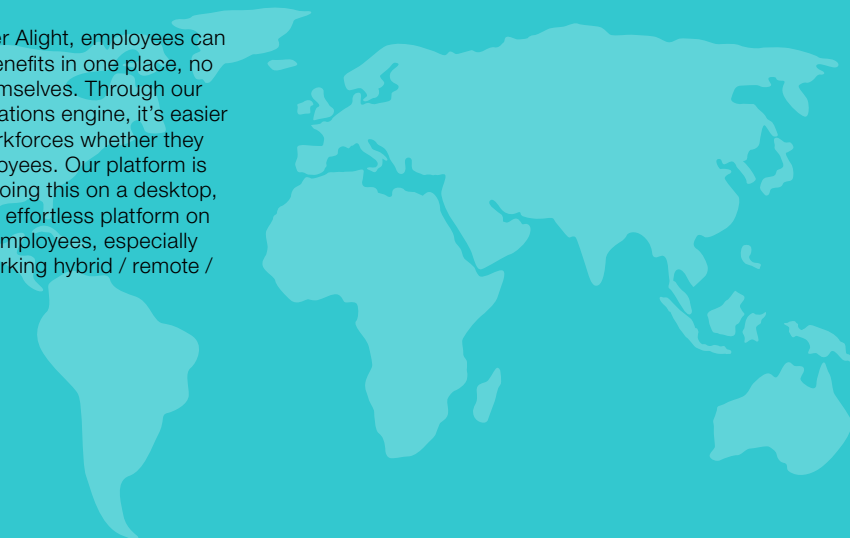 er Alight, employees can
enefits in one place, no
mselves. Through our
ations engine, it’s easier
rkforces whether they
oyees. Our platform is
oing this on a desktop,
effortless platform on
mployees, especially
rking hybrid / remote /